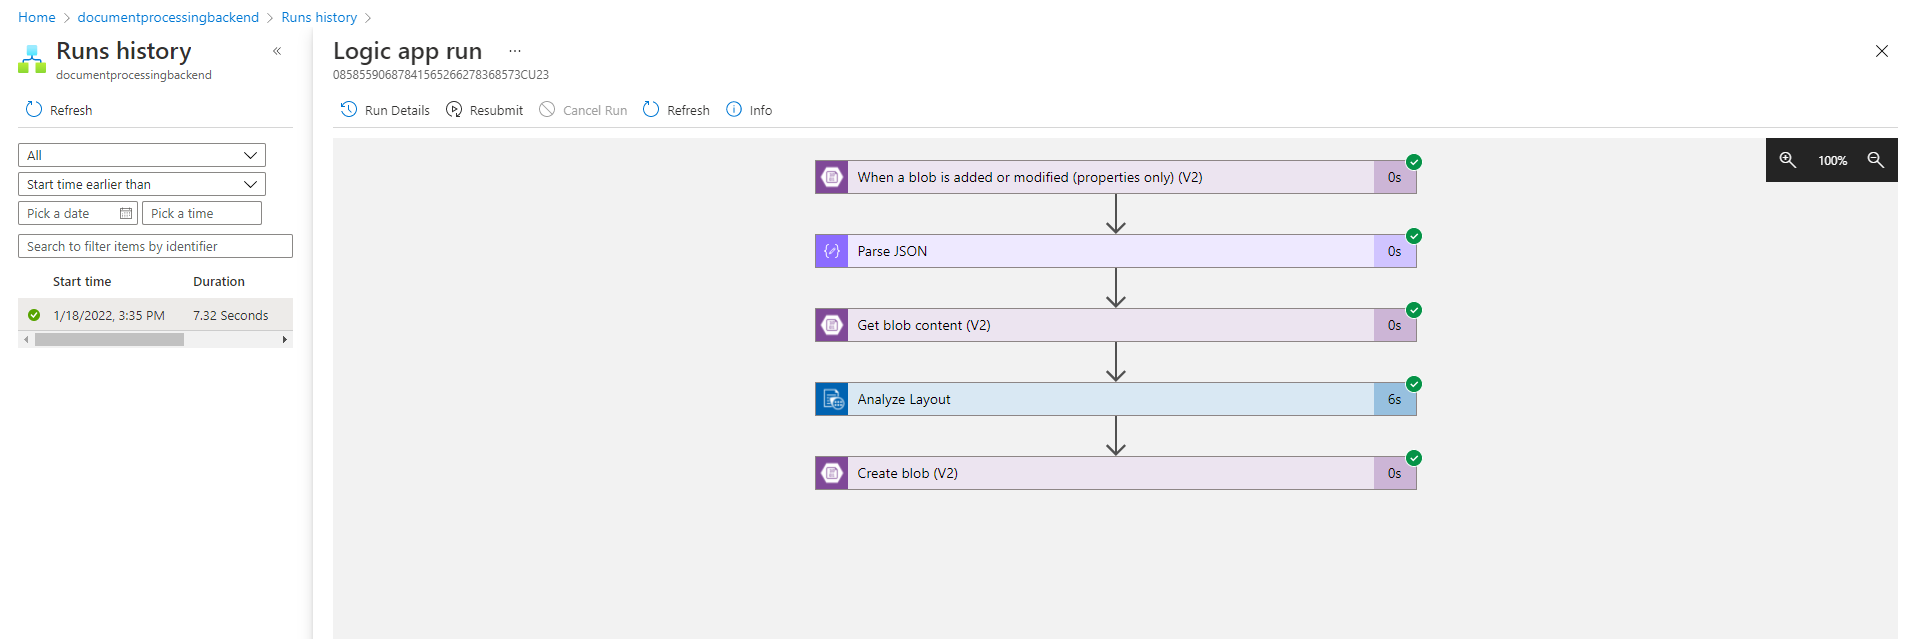 Home > documentprocessingbackend > Runs history >
Runs history «
documentprocessingbackend
Refresh
All
Start time earlier than
Pick a date Pick a time
Search to filter items by identifier
Start time Duration
1/18/2022, 3:35 PM 7.32 Seconds
Logic app run ...
08585590687841565266278368573CU23
Run Details Resubmit Cancel Run Refresh Info
100%
When a blob is added or modified (properties only) (V2) 0s
Parse JSON 0s
Get blob content (V2) 0s
Analyze Layout 6s
Create blob (V2) 0s